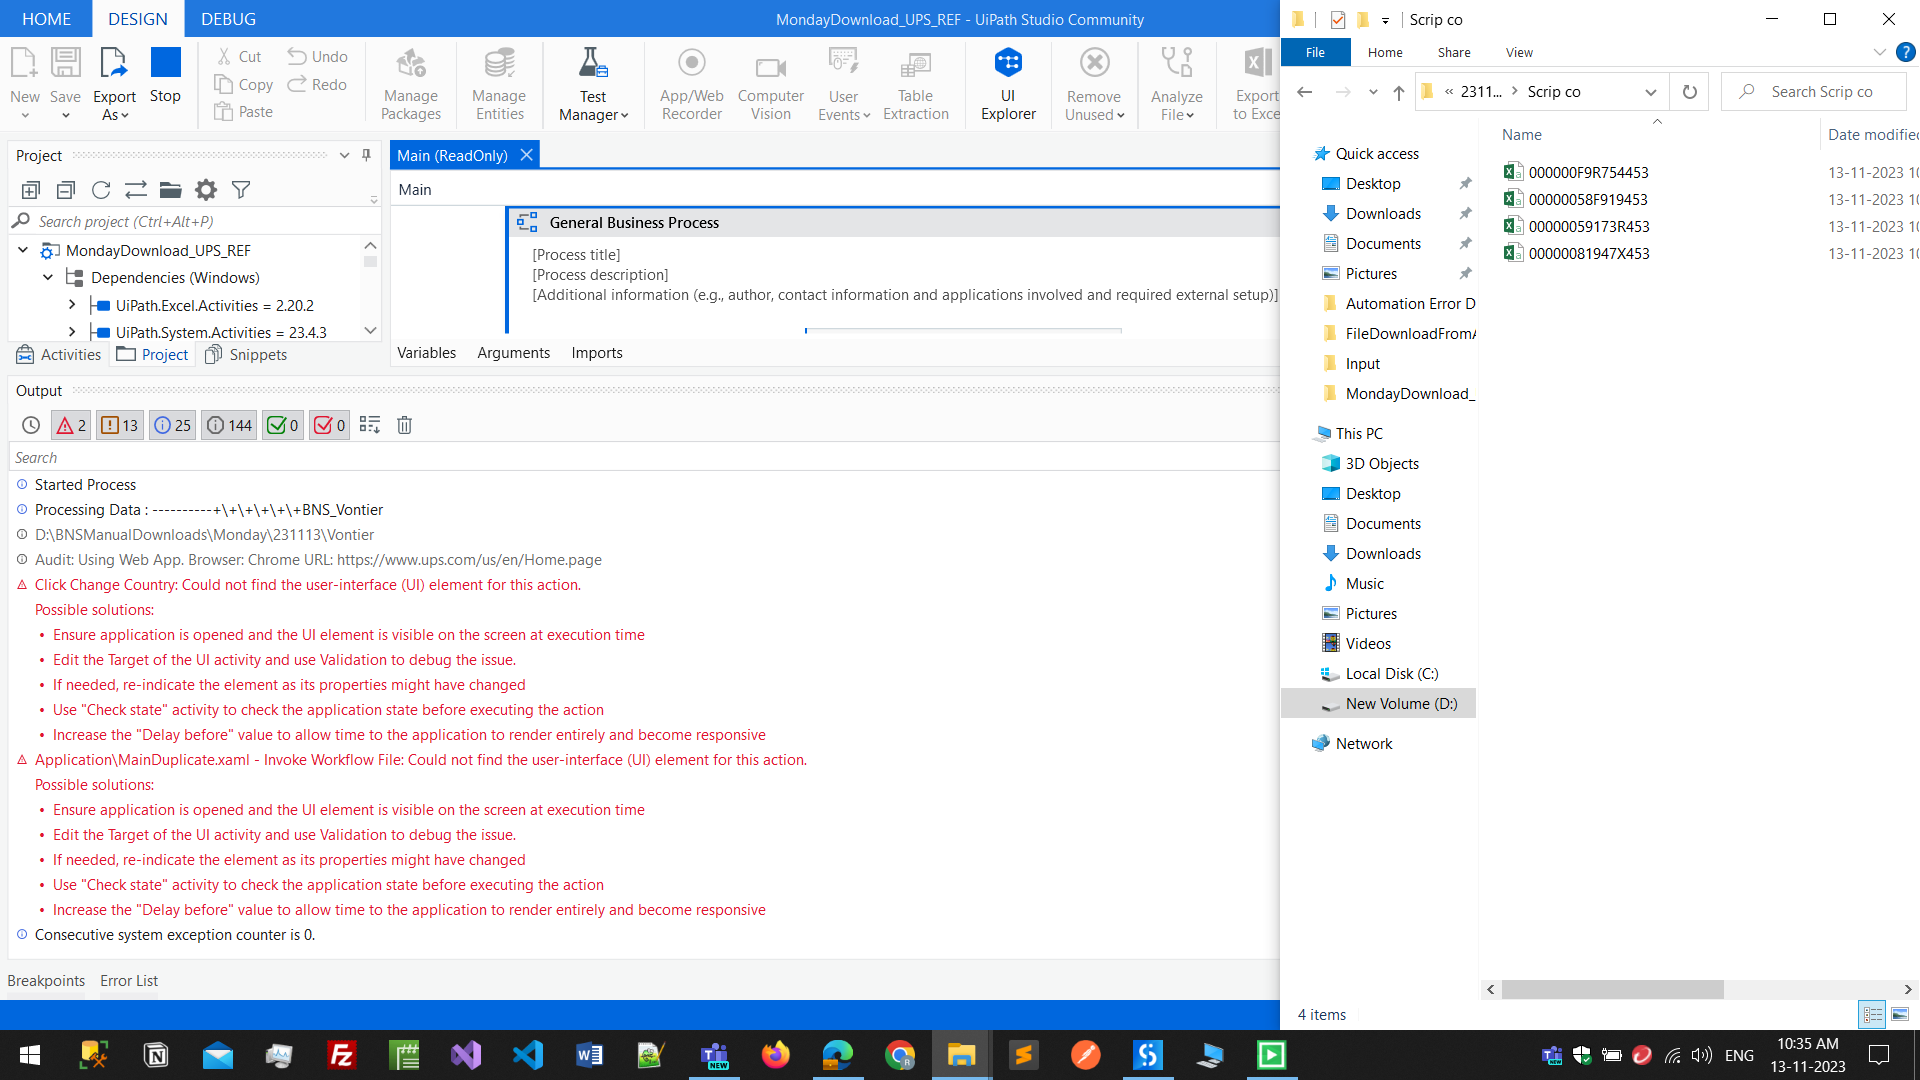 HOME
DESIGN
DEBUG
MondayDownload_UPS_REF - UiPath Studio Community
New
Save
Export As
Stop
Cut
Copy
Paste
Undo
Redo
Manage Packages
Manage Entities
Test Manager
App/Web Recorder
Computer Vision
User Events
Table Extraction
UI Explorer
Remove Unused
Analyze File
Export to Exce
Project
Search project (Ctrl+Alt+P)
MondayDownload_UPS_REF
Dependencies (Windows)
UiPath.Excel.Activities = 2.20.2
UiPath.System.Activities = 23.4.3
Activities
Project
Snippets
Main (ReadOnly)
Main
General Business Process
[Process title]
[Process description]
[Additional information (e.g., author, contact information and applications involved and required external setup)]
Variables
Arguments
Imports
Output
2
13
25
144
0
0
Search
Started Process
Processing Data : ----------+\+\+\+\+\+BNS_Vontier
D:\BNSManualDownloads\Monday\231113\Vontier
Audit: Using Web App. Browser: Chrome URL: https://www.ups.com/us/en/Home.page
Click Change Country: Could not find the user-interface (UI) element for this action.
Possible solutions:
• Ensure application is opened and the UI element is visible on the screen at execution time
• Edit the Target of the UI activity and use Validation to debug the issue.
• If needed, re-indicate the element as its properties might have changed
• Use "Check state" activity to check the application state before executing the action
• Increase the "Delay before" value to allow time to the application to render entirely and become responsive
Application\MainDuplicate.xaml - Invoke Workflow File: Could not find the user-interface (UI) element for this action.
Possible solutions:
• Ensure application is opened and the UI element is visible on the screen at execution time
• Edit the Target of the UI activity and use Validation to debug the issue.
• If needed, re-indicate the element as its properties might have changed
• Use "Check state" activity to check the application state before executing the action
• Increase the "Delay before" value to allow time to the application to render entirely and become responsive
Consecutive system exception counter is 0.
Breakpoints
Error List
Scrip co
File
Home
Share
View
« 2311... > Scrip co
Search Scrip co
Name
Date modified
000000F9R754453
13-11-2023 10
00000058F919453
13-11-2023 10
00000059173R453
13-11-2023 10
00000081947X453
13-11-2023 10
Quick access
Desktop
Downloads
Documents
Pictures
Automation Error D
FileDownloadFromA
Input
MondayDownload_
This PC
3D Objects
Desktop
Documents
Downloads
Music
Pictures
Videos
Local Disk (C:)
New Volume (D:)
Network
4 items
NEW
ENG
10:35 AM
13-11-2023